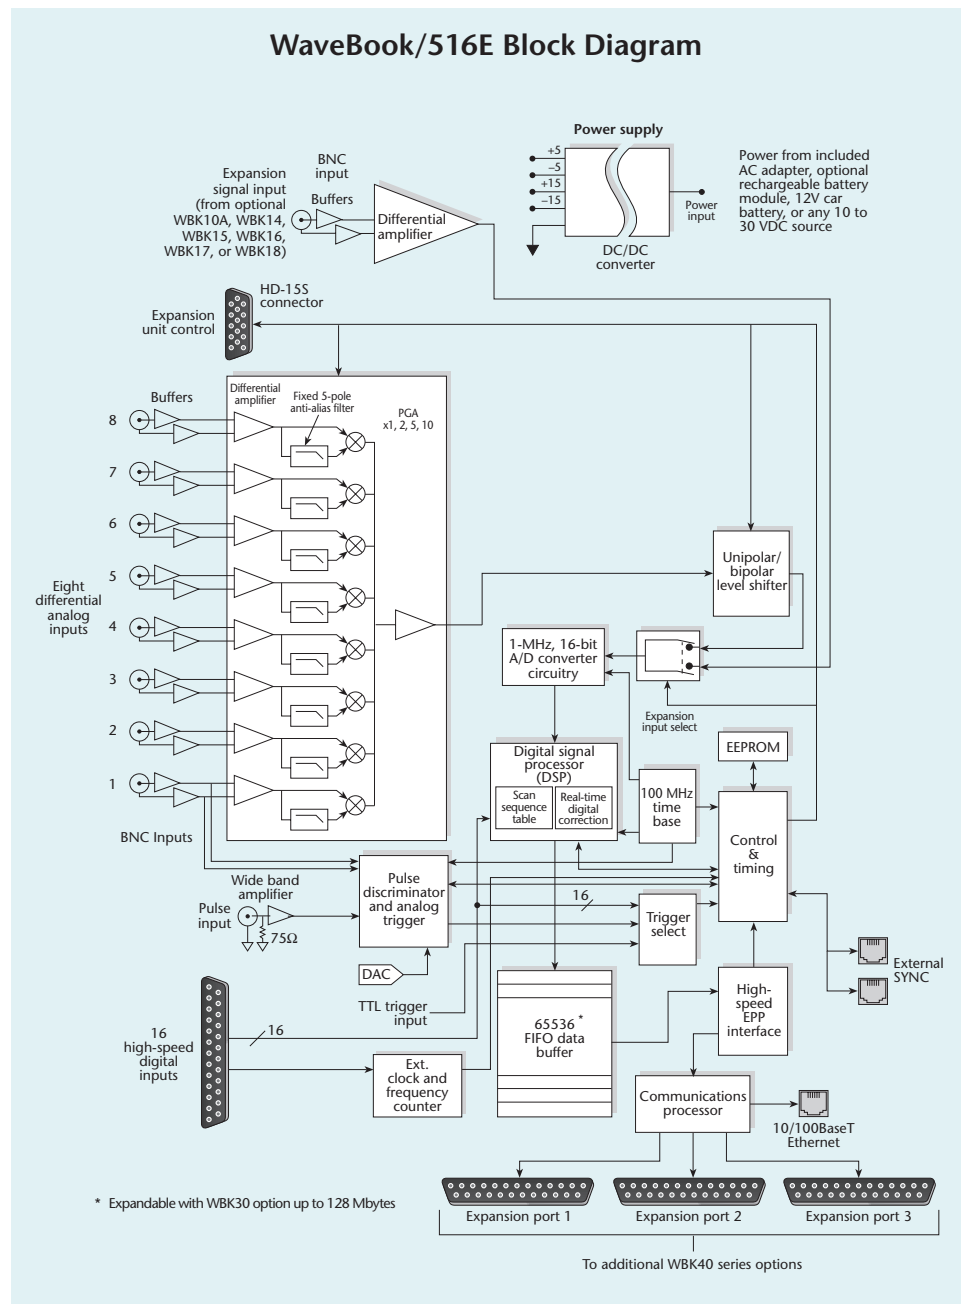 WaveBook/516E Block Diagram
Power supply
Expansion
signal input
(from optional
WBK10A, WBK14,
WBK15, WBK16,
WBK17, or WBK18)
BNC
input
Buffers
Differential
amplifier
+5
–5
+15
–15
DC/DC
converter
Power
input
Power from included
AC adapter, optional
rechargeable battery
module, 12V car
battery, or any 10 to
30 VDC source
HD-15S
connector
Expansion
unit control
Buffers
Differential
amplifier
Fixed 5-pole
anti-alias filter
PGA
x1, 2, 5, 10
8
7
6
5
4
3
2
1
Eight
differential
analog
inputs
BNC Inputs
Unipolar/
bipolar
level shifter
1-MHz, 16-bit
A/D converter
circuitry
Expansion
input select
Digital signal
processor
(DSP)
Scan
sequence
table
Real-time
digital
correction
100 MHz
time
base
EEPROM
Control
&
timing
Wide band
amplifier
Pulse
input
75Ω
Pulse
discriminator
and analog
trigger
DAC
16
Trigger
select
TTL trigger
input
External
SYNC
16
high-speed
digital
inputs
16
Ext.
clock and
frequency
counter
65536 *
FIFO data
buffer
High-
speed
EPP
interface
Communications
processor
10/100BaseT
Ethernet
* Expandable with WBK30 option up to 128 Mbytes
Expansion port 1
Expansion port 2
Expansion port 3
To additional WBK40 series options